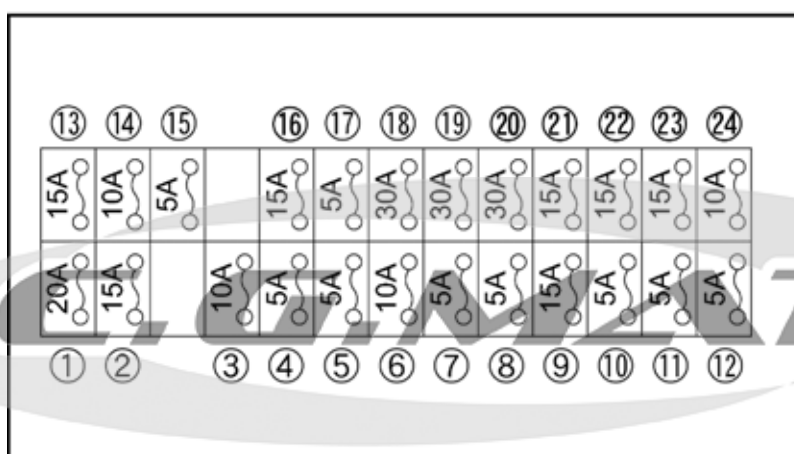 ⑬ ⑭ ⑮ ⑯ ⑰ ⑱ ⑲ ⑳ ㉑ ㉒ ㉓ ㉔
15A 10A 5A 15A 5A 30A 30A 30A 15A 15A 15A 10A
20A 15A 10A 5A 5A 10A 5A 5A 15A 5A 5A 5A
① ② ③ ④ ⑤ ⑥ ⑦ ⑧ ⑨ ⑩ ⑪ ⑫